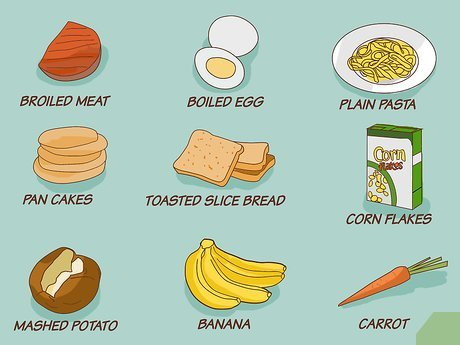 BROILED MEAT
BOILED EGG
PLAIN PASTA
PAN CAKES
TOASTED SLICE BREAD
Corn
flakes
CORN FLAKES
MASHED POTATO
BANANA
CARROT